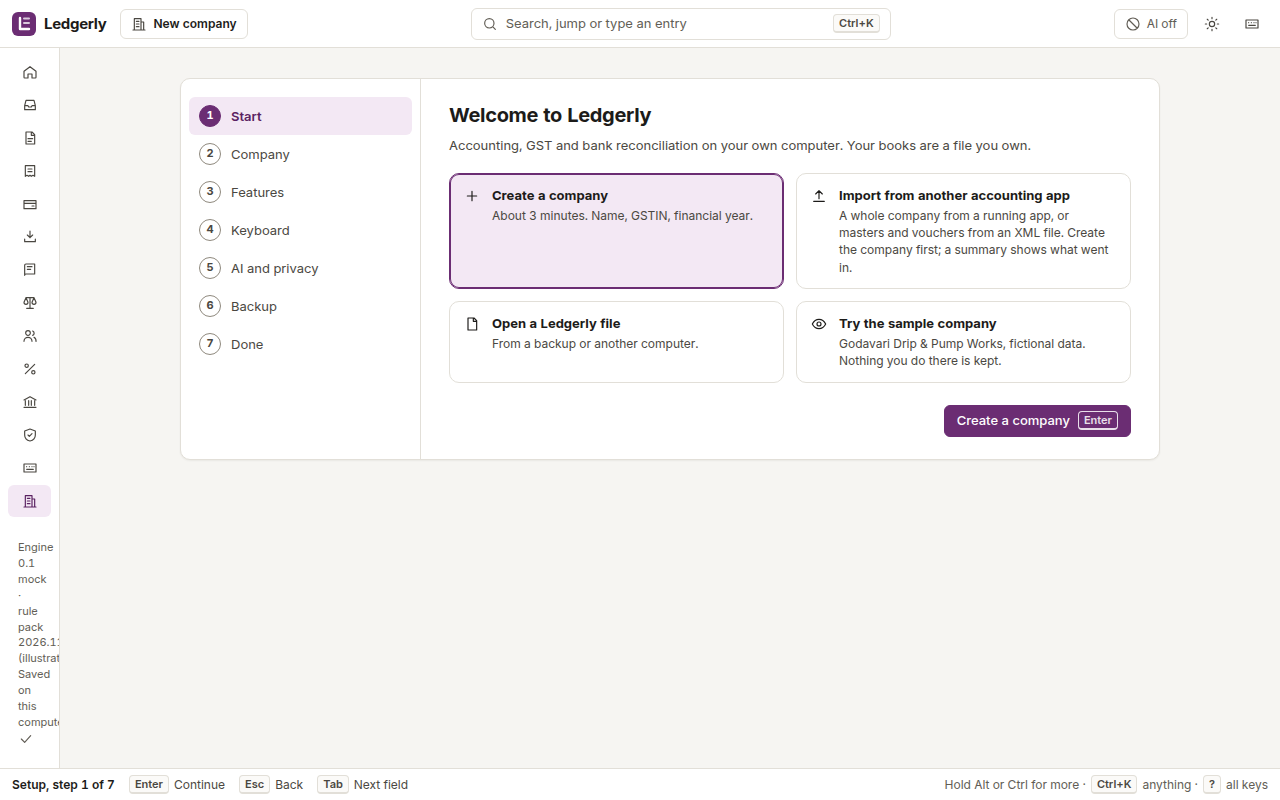 Ledgerly
New company
Search, jump or type an entry
Ctrl+K
AI off
1 Start
2 Company
3 Features
4 Keyboard
5 AI and privacy
6 Backup
7 Done
Welcome to Ledgerly
Accounting, GST and bank reconciliation on your own computer. Your books are a file you own.
Create a company
About 3 minutes. Name, GSTIN, financial year.
Import from another accounting app
A whole company from a running app, or
masters and vouchers from an XML file. Create
the company first; a summary shows what went
in.
Open a Ledgerly file
From a backup or another computer.
Try the sample company
Godavari Drip & Pump Works, fictional data.
Nothing you do there is kept.
Create a company Enter
Engine
0.1
mock
·
rule
pack
Saved
on
this
Setup, step 1 of 7 Enter Continue Esc Back Tab Next field
Hold Alt or Ctrl for more · Ctrl+K anything · ? all keys